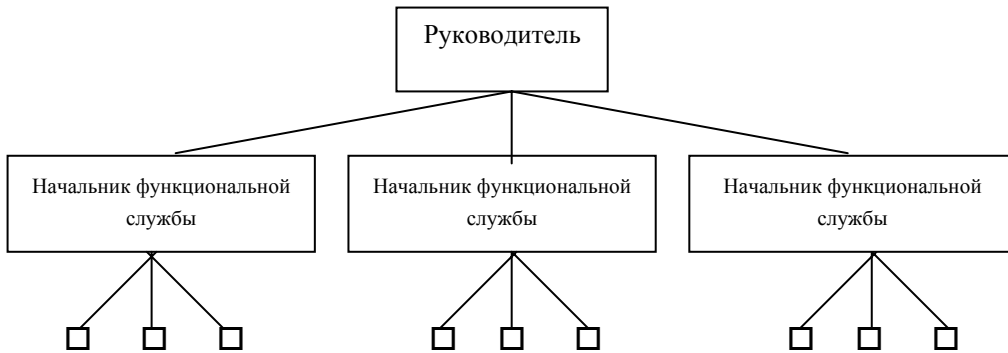 Руководитель
Начальник функциональной
службы
Начальник функциональной
службы
Начальник функциональной
службы